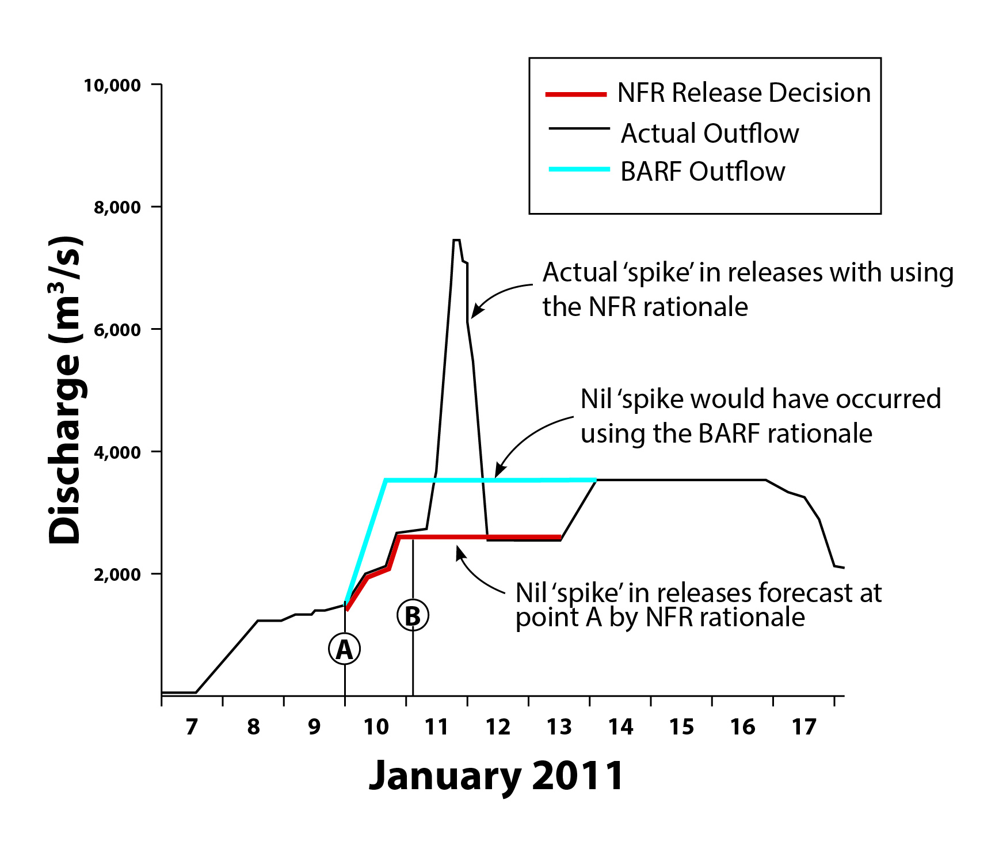 NFR Release Decision
Actual Outflow
BARF Outflow
10,000
8,000
6,000
4,000
2,000
Discharge (m³/s)
Actual ‘spike’ in releases with using
the NFR rationale
Nil ‘spike would have occurred
using the BARF rationale
Nil ‘spike’ in releases forecast at
point A by NFR rationale
B
A
7 8 9 10 11 12 13 14 15 16 17
January 2011